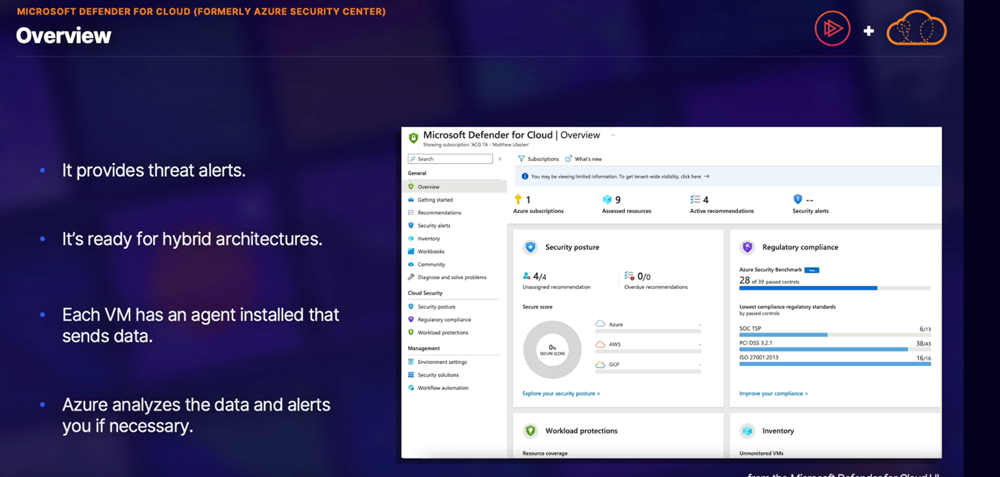 MICROSOFT DEFENDER FOR CLOUD (FORMERLY AZURE SECURITY CENTER)
Overview
It provides threat alerts.
It's ready for hybrid architectures.
Each VM has an agent installed that
sends data.
Azure analyzes the data and alerts
you if necessary.
Microsoft Defender for Cloud | Overview ...
Showing subscription 'ACG TA - Matthew Ulasien'
Search «
Subscriptions What's new
General
Overview
Getting started
Recommendations
Security alerts
Inventory
Workbooks
Community
Diagnose and solve problems
Cloud Security
Security posture
Regulatory compliance
Workload protections
Management
Environment settings
Security solutions
Workflow automation
You may be viewing limited information. To get tenant-wide visibility, click here →
1
Azure subscriptions
9
Assessed resources
4
Active recommendations
--
Security alerts
Security posture
4/4
Unassigned recommendation
0/0
Overdue recommendations
Secure score
0%
SECURE SCORE
Azure -
AWS -
GCP -
Explore your security posture >
Regulatory compliance
Azure Security Benchmark New
28 of 39 passed controls
Lowest compliance regulatory standards
by passed controls
SOC TSP 6/13
PCI DSS 3.2.1 38/43
ISO 27001:2013 16/16
Improve your compliance >
Workload protections
Resource coverage
Inventory
Unmonitored VMs
from the Microsoft Defender for Cloud UI